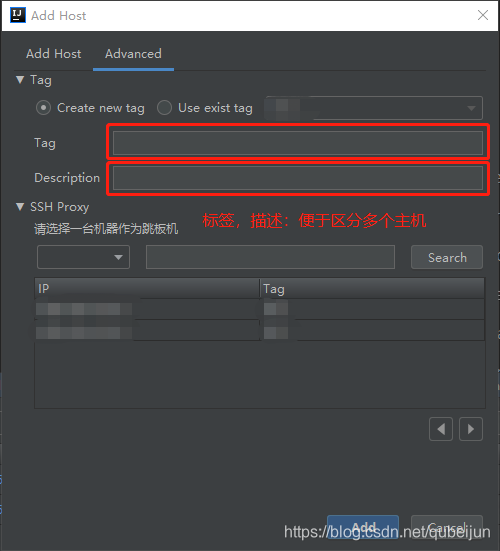 Add Host
Add Host Advanced
Tag
Create new tag Use exist tag
Tag
Description
SSH Proxy
标签，描述：便于区分多个主机
请选择一台机器作为跳板机
Search
IP Tag
Add Cancel
https://blog.csdn.net/qubeijun